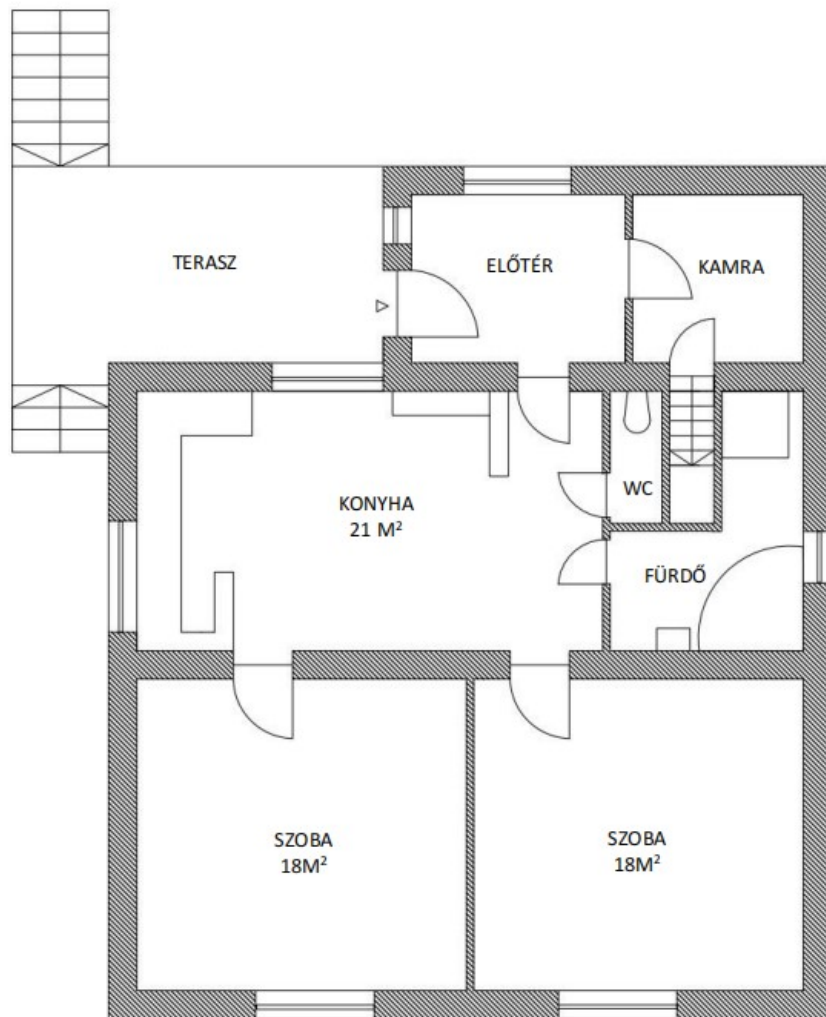 TERASZ
ELŐTÉR
KAMRA
KONYHA
21 M²
WC
FÜRDŐ
SZOBA
18M²
SZOBA
18M²